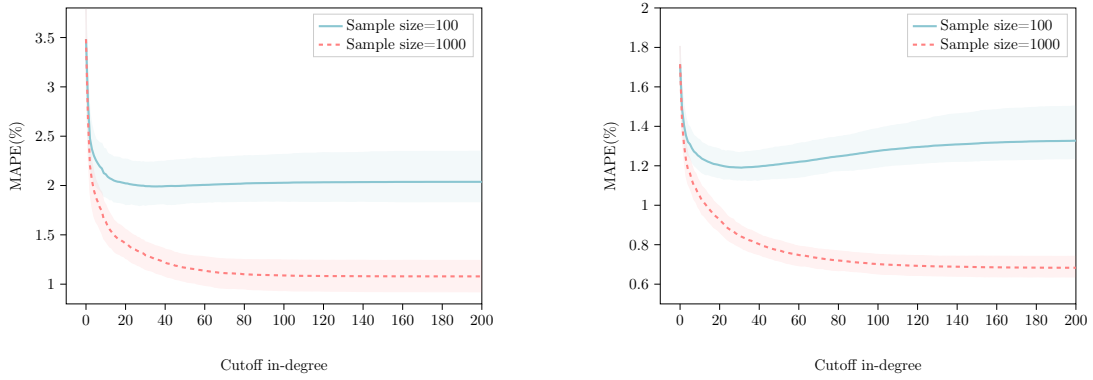 Sample size=100
Sample size=1000
3.5
3
2.5
2
1.5
1
MAPE(%)
0 20 40 60 80 100 120 140 160 180 200
Cutoff in-degree
Sample size=100
Sample size=1000
2
1.8
1.6
1.4
1.2
1
0.8
0.6
MAPE(%)
0 20 40 60 80 100 120 140 160 180 200
Cutoff in-degree